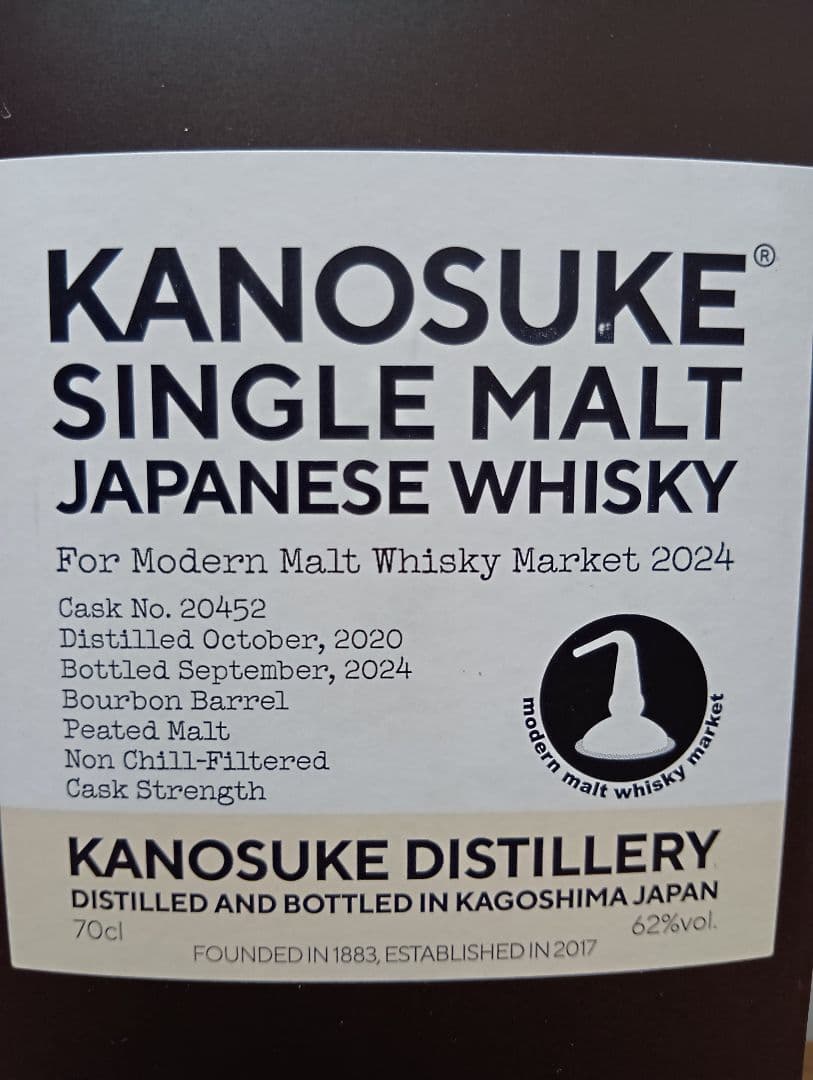 KANOSUKE®
SINGLE MALT
JAPANESE WHISKY
For Modern Malt Whisky Market 2024
Cask No. 20452
Distilled October, 2020
Bottled September, 2024
Bourbon Barrel
Peated Malt
Non Chill-Filtered
Cask Strength
modern malt whisky market
KANOSUKE DISTILLERY
DISTILLED AND BOTTLED IN KAGOSHIMA JAPAN
70cl 62%vol.
FOUNDED IN 1883, ESTABLISHED IN 2017